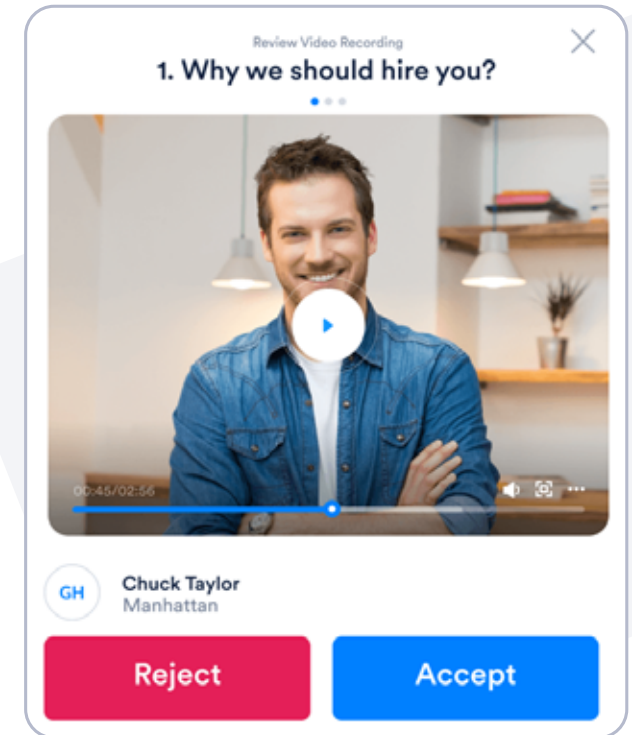 Review Video Recording
1. Why we should hire you?
00:45/02:56
GH
Chuck Taylor
Manhattan
Reject
Accept